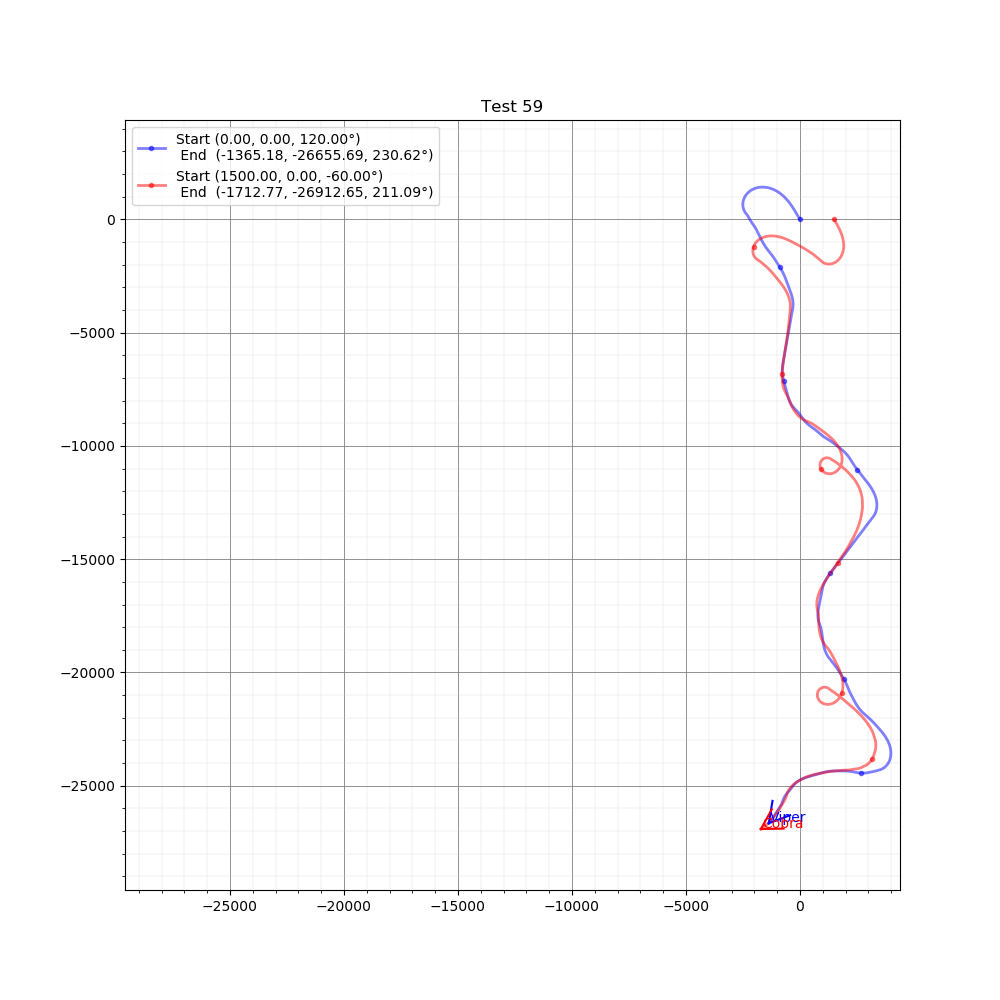 Test 59
Start (0.00, 0.00, 120.00°)
End (-1365.18, -26655.69, 230.62°)
Start (1500.00, 0.00, -60.00°)
End (-1712.77, -26912.65, 211.09°)
0
−5000
−10000
−15000
−20000
−25000
Viper
Cobra
−25000 −20000 −15000 −10000 −5000 0